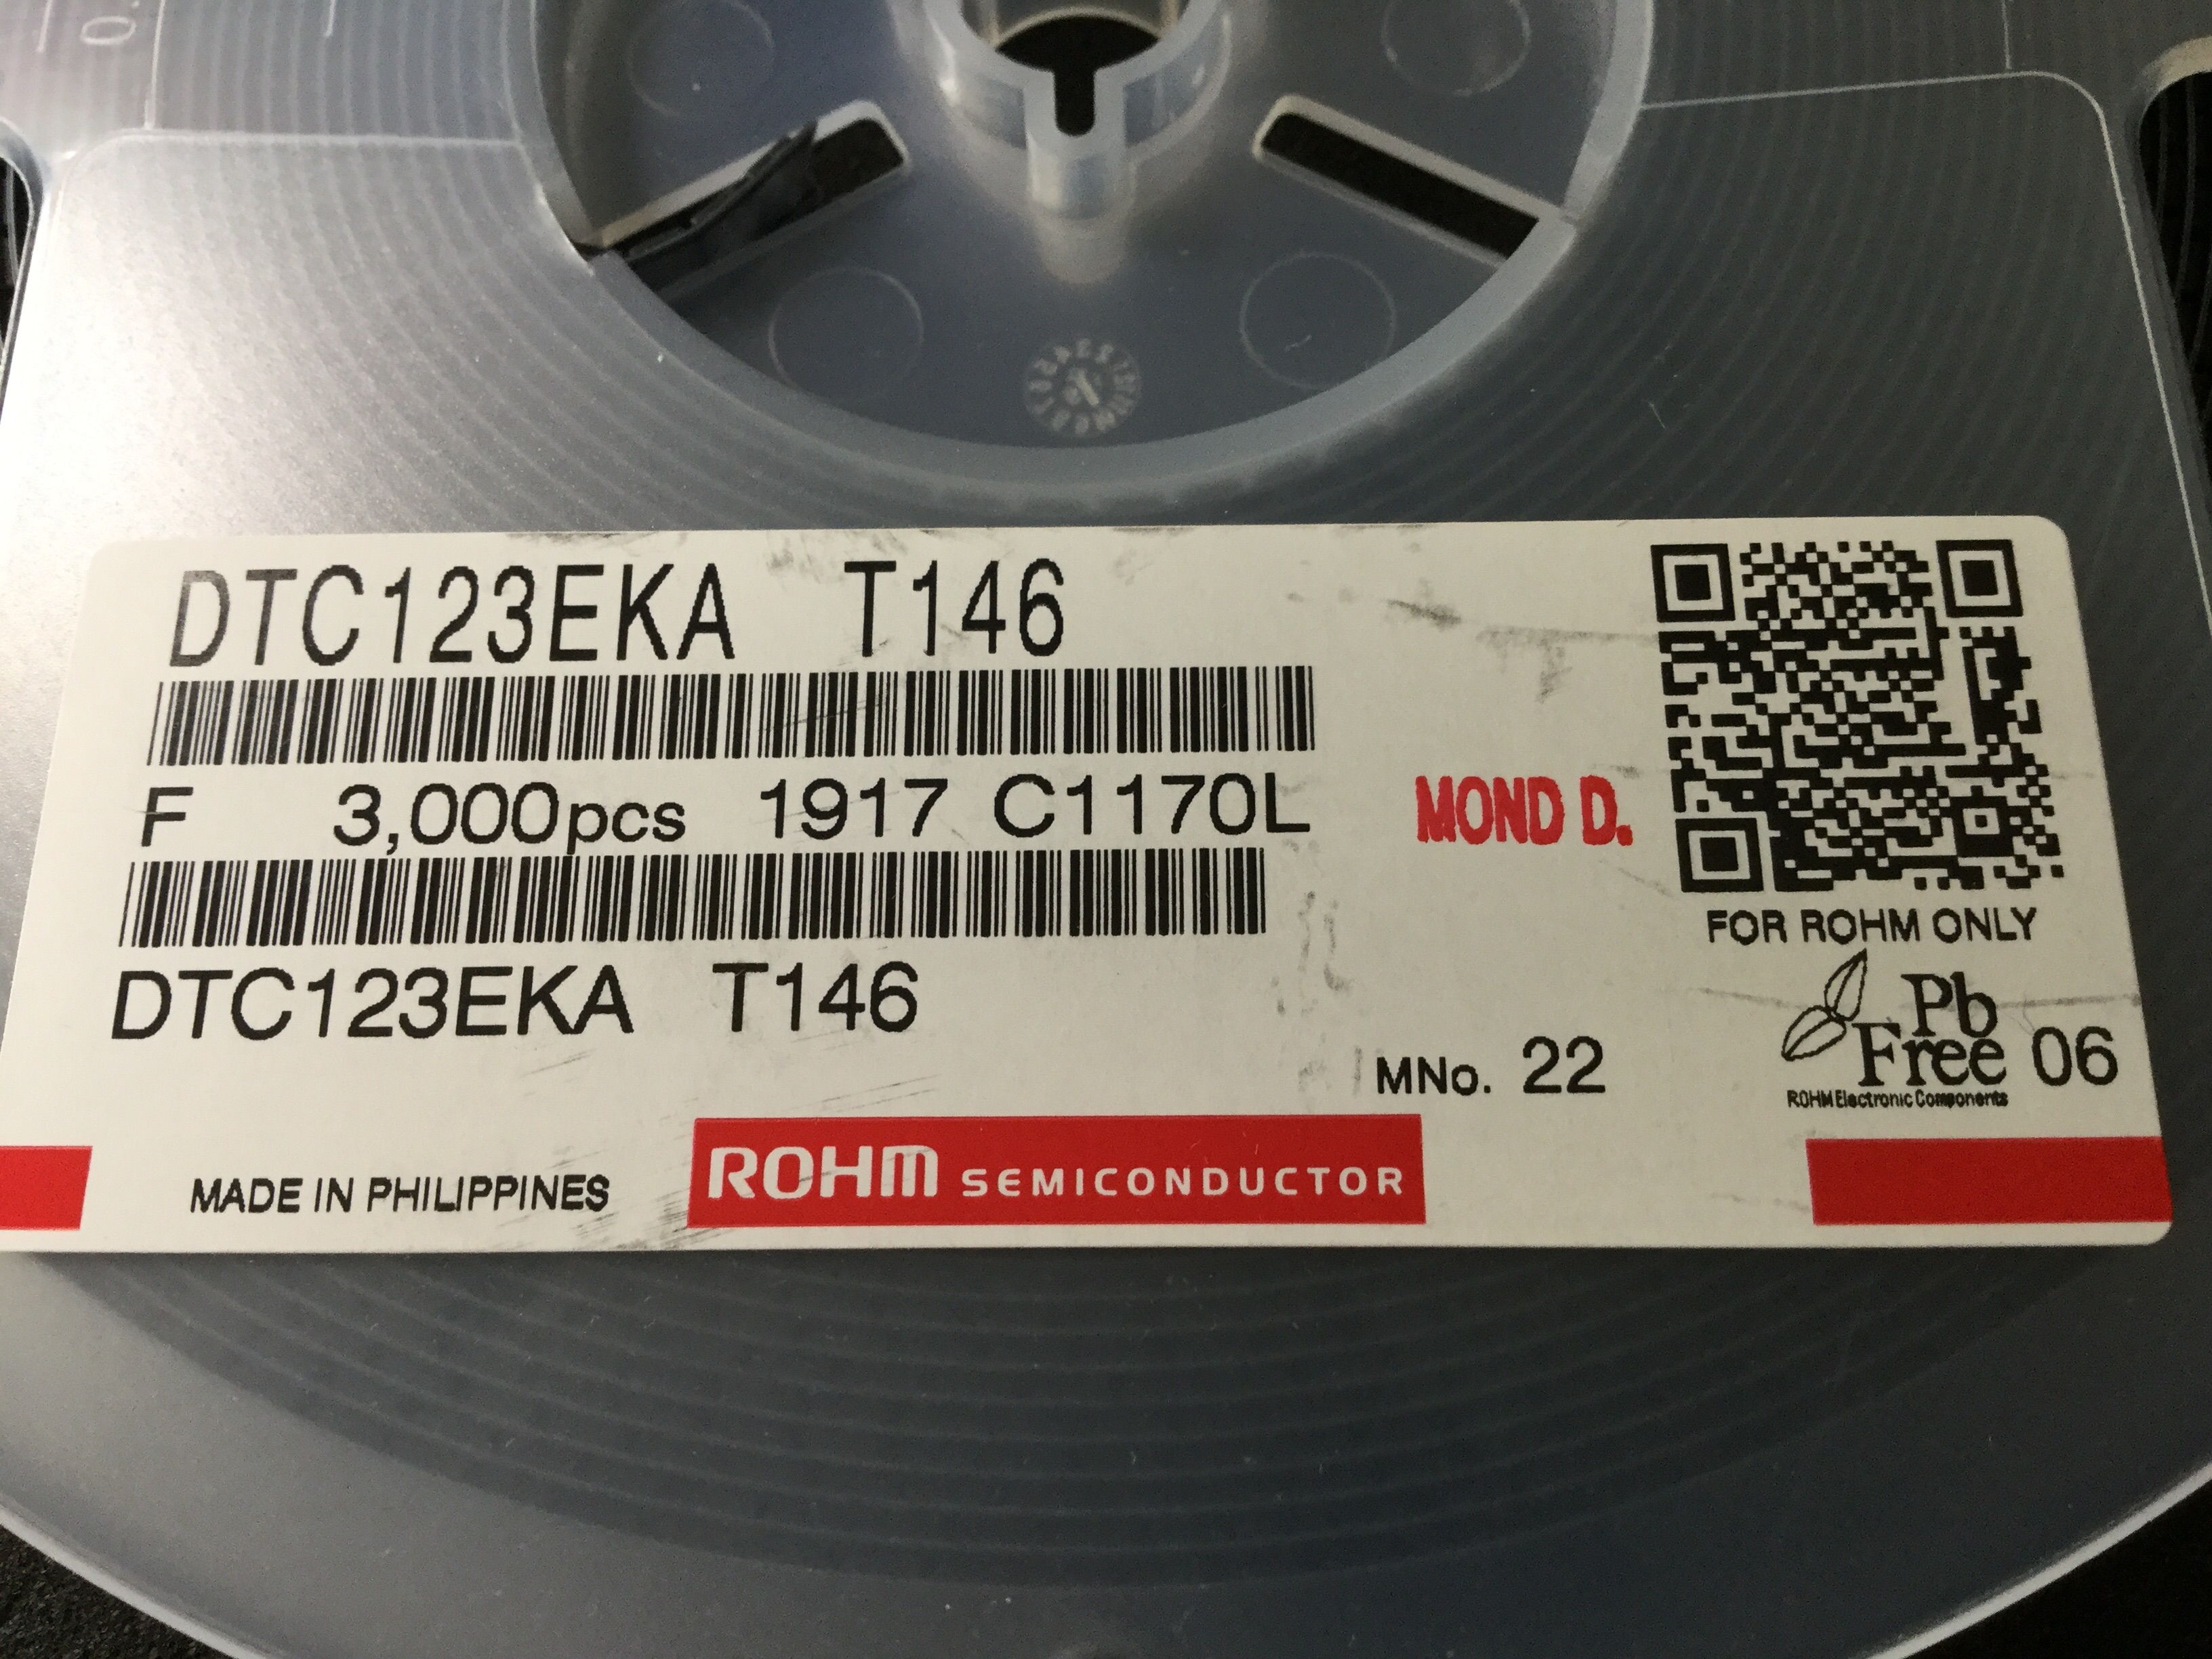 0.
DTC123EKA T146
F 3,000pcs 1917 C1170L
MOND D.
FOR ROHM ONLY
DTC123EKA T146
MNo. 22
Pb
Free 06
ROHM Electronic Components
MADE IN PHILIPPINES
ROHM SEMICONDUCTOR